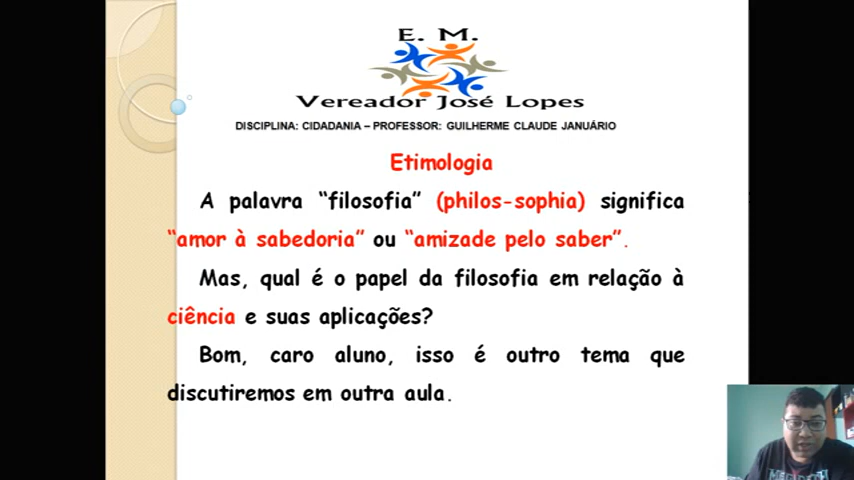 E. M.
Vereador José Lopes
DISCIPLINA: CIDADANIA – PROFESSOR: GUILHERME CLAUDE JANUÁRIO
Etimologia
A palavra “filosofia” (philos-sophia) significa
“amor à sabedoria” ou “amizade pelo saber”.
Mas, qual é o papel da filosofia em relação à
ciência e suas aplicações?
Bom, caro aluno, isso é outro tema que
discutiremos em outra aula.